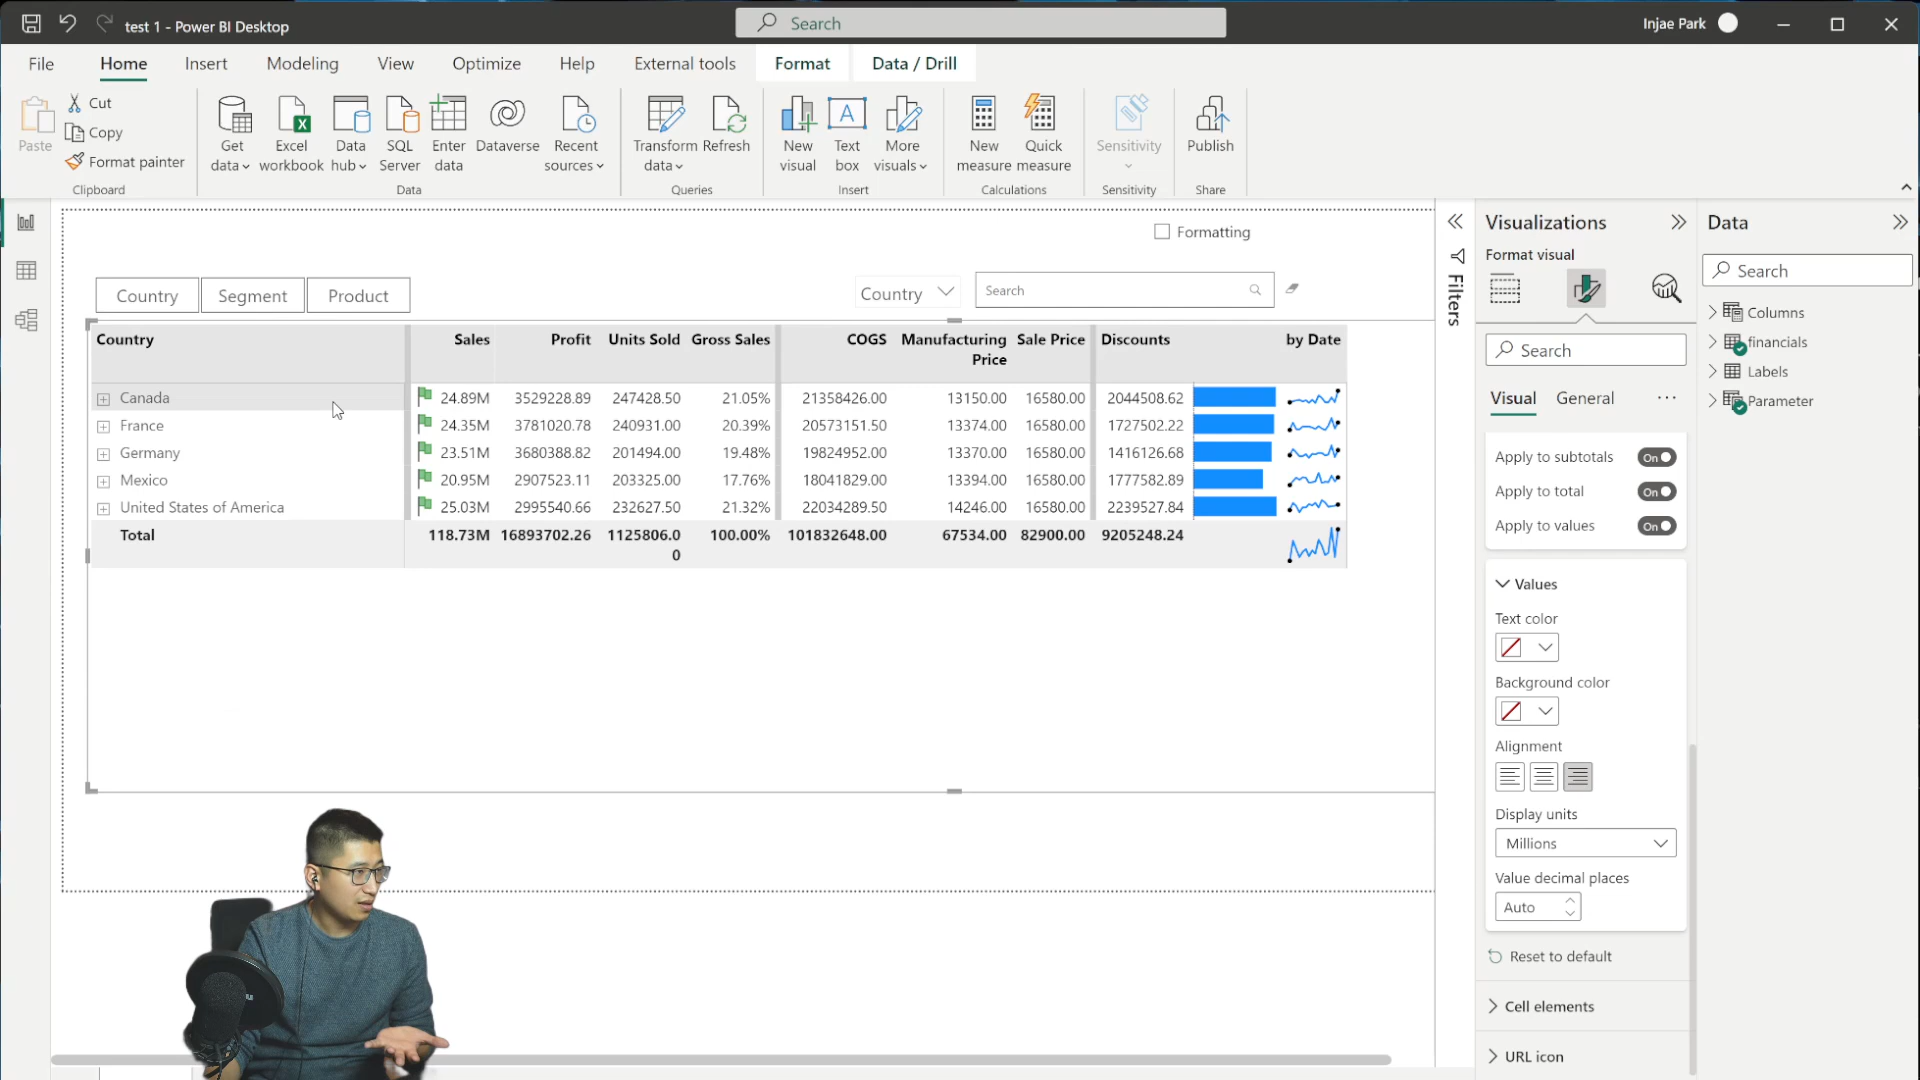 test 1 - Power BI Desktop
Search
Injae Park
File
Home
Insert
Modeling
View
Optimize
Help
External tools
Format
Data / Drill
Paste
Cut
Copy
Format painter
Clipboard
Get data
Excel workbook
Data hub
SQL Server
Enter data
Dataverse
Recent sources
Data
Transform data
Refresh
Queries
New visual
Text box
More visuals
Insert
New measure
Quick measure
Calculations
Sensitivity
Sensitivity
Publish
Share
Formatting
Country
Segment
Product
Country
Search
Country Sales Profit Units Sold Gross Sales COGS Manufacturing Price Sale Price Discounts by Date
Canada 24.89M 3529228.89 247428.50 21.05% 21358426.00 13150.00 16580.00 2044508.62
France 24.35M 3781020.78 240931.00 20.39% 20573151.50 13374.00 16580.00 1727502.22
Germany 23.51M 3680388.82 201494.00 19.48% 19824952.00 13370.00 16580.00 1416126.68
Mexico 20.95M 2907523.11 203325.00 17.76% 18041829.00 13394.00 16580.00 1777582.89
United States of America 25.03M 2995540.66 232627.50 21.32% 22034289.50 14246.00 16580.00 2239527.84
Total 118.73M 16893702.26 1125806.00 100.00% 101832648.00 67534.00 82900.00 9205248.24
Filters
Visualizations
Format visual
Search
Visual
General
Apply to subtotals
On
Apply to total
On
Apply to values
On
Values
Text color
Background color
Alignment
Display units
Millions
Value decimal places
Auto
Reset to default
Cell elements
URL icon
Data
Search
Columns
financials
Labels
Parameter